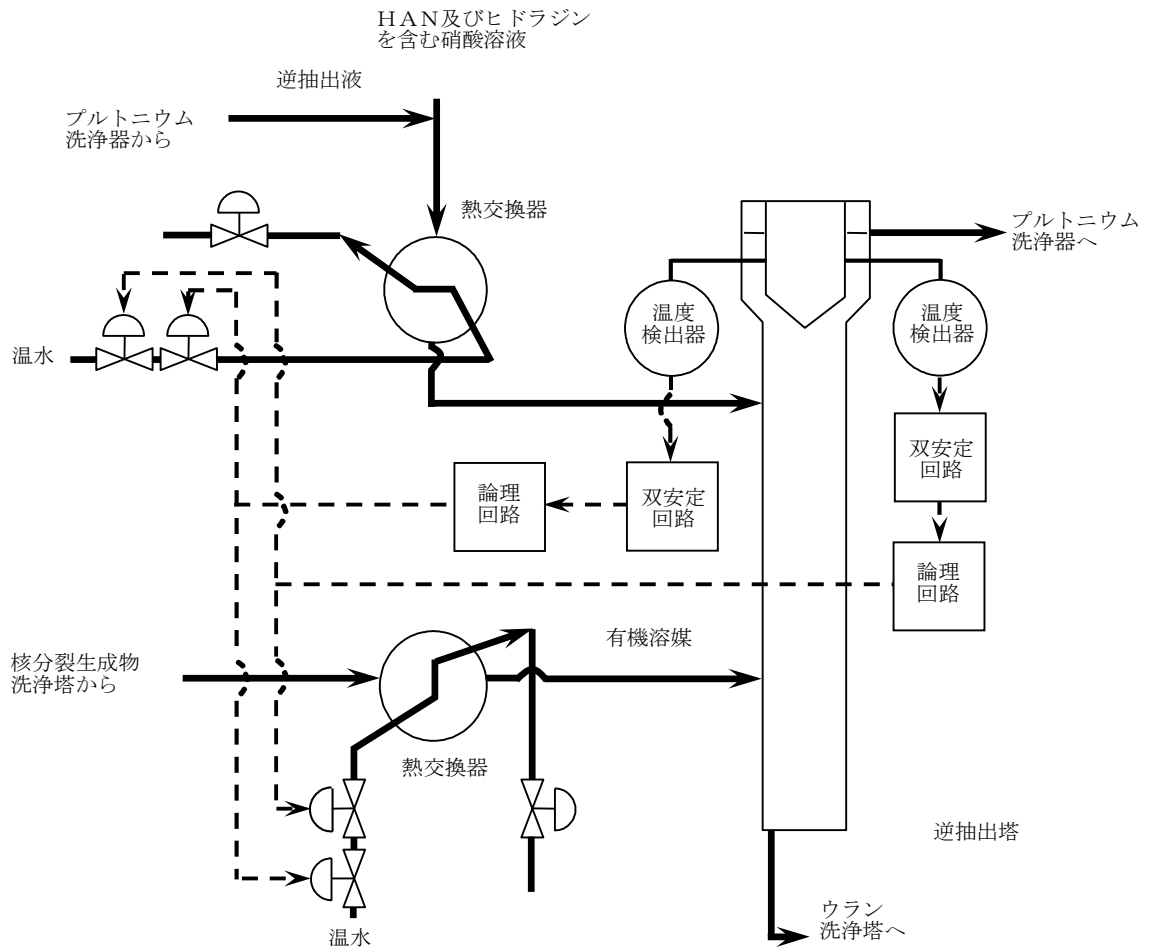 ＨＡＮ及びヒドラジン
を含む硝酸溶液
逆抽出液
プルトニウム
洗浄器から
熱交換器
プルトニウム
洗浄器へ
温度
検出器
温度
検出器
温水
双安定
回路
論理
回路
双安定
回路
論理
回路
有機溶媒
核分裂生成物
洗浄塔から
熱交換器
逆抽出塔
ウラン
洗浄塔へ
温水